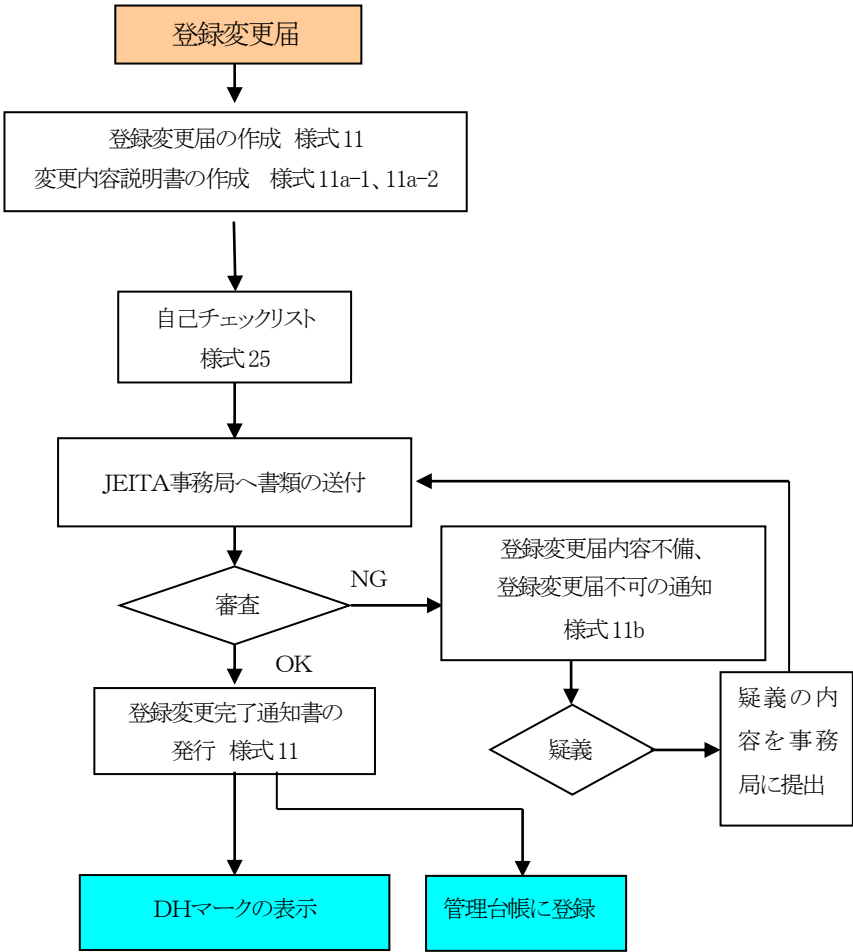 登録変更届
登録変更届の作成 様式11
変更内容説明書の作成 様式11a-1、11a-2
自己チェックリスト
様式25
JEITA事務局へ書類の送付
審査
NG
登録変更届内容不備、
登録変更届不可の通知
様式11b
OK
登録変更完了通知書の
発行 様式11
疑義
疑義の内
容を事務
局に提出
DHマークの表示
管理台帳に登録